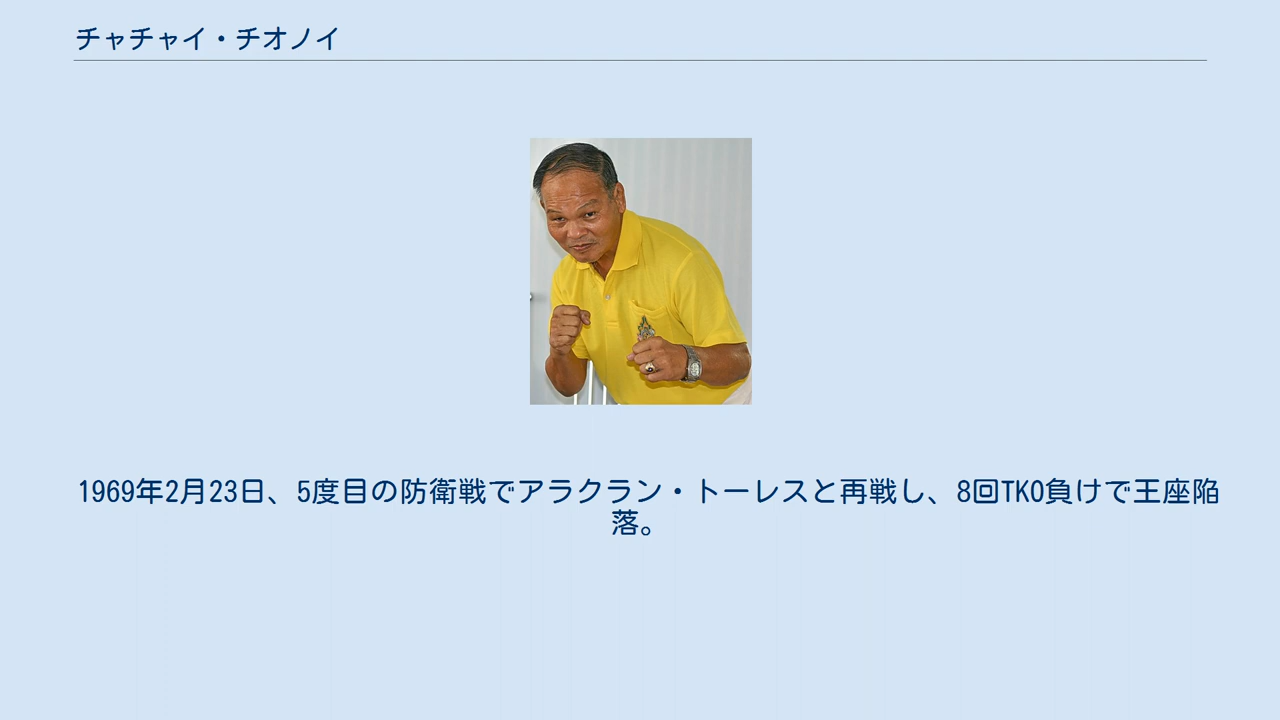 チャチャイ・チオノイ
1969年2月23日、5度目の防衛戦でアラクラン・トーレスと再戦し、8回TKO負けで王座陥
落。